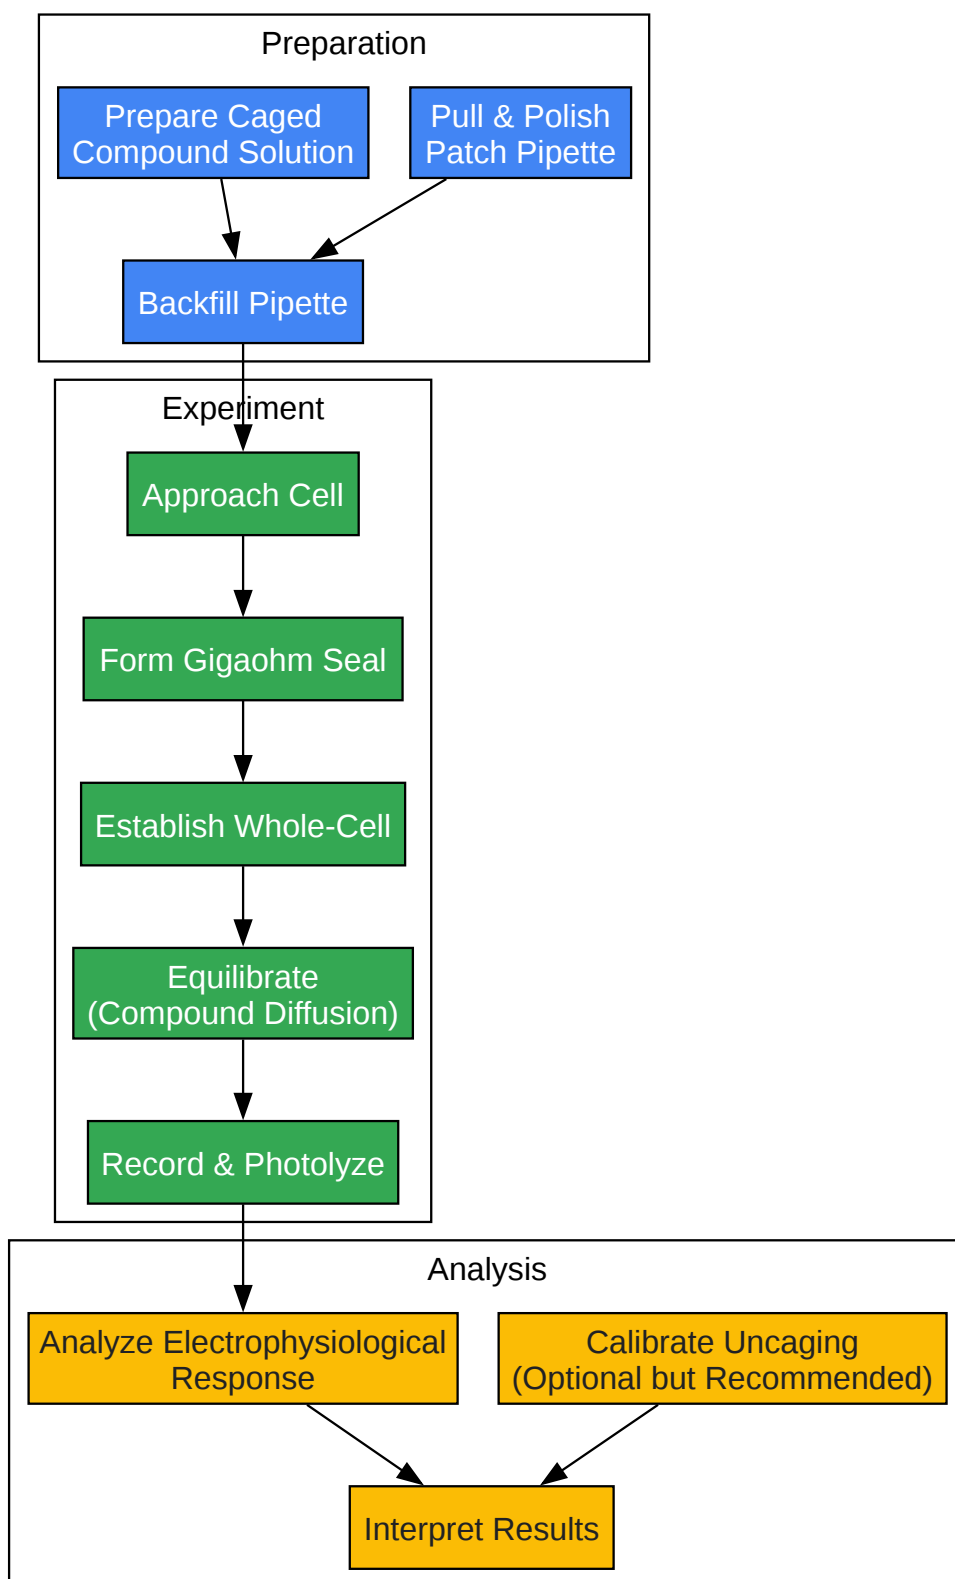 Preparation
Prepare Caged
Compound Solution
Pull & Polish
Patch Pipette
Backfill Pipette
Experiment
Approach Cell
Form Gigaohm Seal
Establish Whole-Cell
Equilibrate
(Compound Diffusion)
Record & Photolyze
Analysis
Analyze Electrophysiological
Response
Calibrate Uncaging
(Optional but Recommended)
Interpret Results